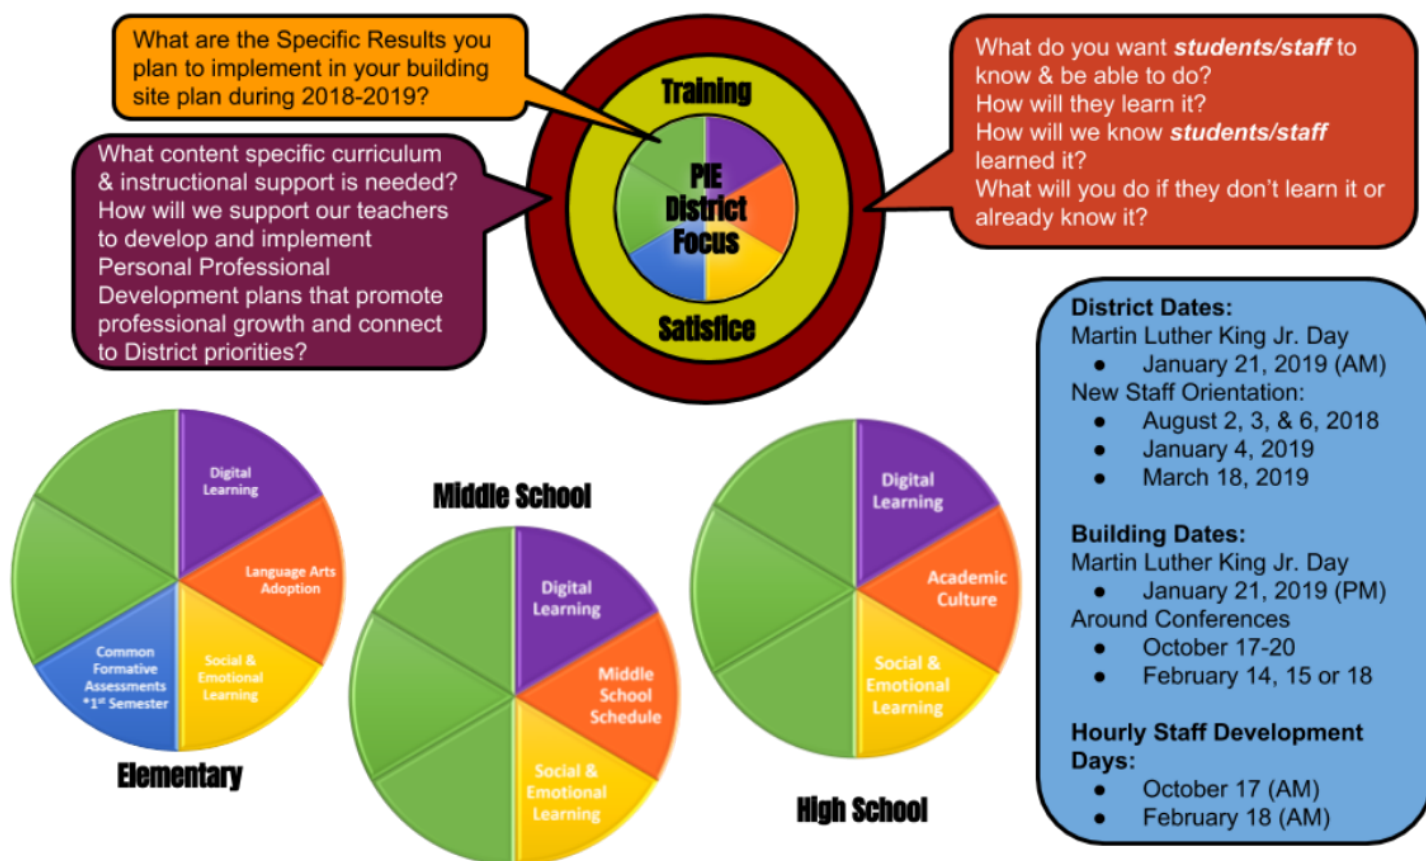 What are the Specific Results you
plan to implement in your building
site plan during 2018-2019?
What content specific curriculum
& instructional support is needed?
How will we support our teachers
to develop and implement
Personal Professional
Development plans that promote
professional growth and connect
to District priorities?
Training
PIE
District
Focus
Satisfice
What do you want students/staff to
know & be able to do?
How will they learn it?
How will we know students/staff
learned it?
What will you do if they don't learn it or
already know it?
Digital
Learning
Language Arts
Adoption
Social &
Emotional
Learning
Common
Formative
Assessments
*1st Semester
Elementary
Middle School
Digital
Learning
Middle
School
Schedule
Social &
Emotional
Learning
Digital
Learning
Academic
Culture
Social &
Emotional
Learning
High School
District Dates:
Martin Luther King Jr. Day
● January 21, 2019 (AM)
New Staff Orientation:
● August 2, 3, & 6, 2018
● January 4, 2019
● March 18, 2019
Building Dates:
Martin Luther King Jr. Day
● January 21, 2019 (PM)
Around Conferences
● October 17-20
● February 14, 15 or 18
Hourly Staff Development
Days:
● October 17 (AM)
● February 18 (AM)